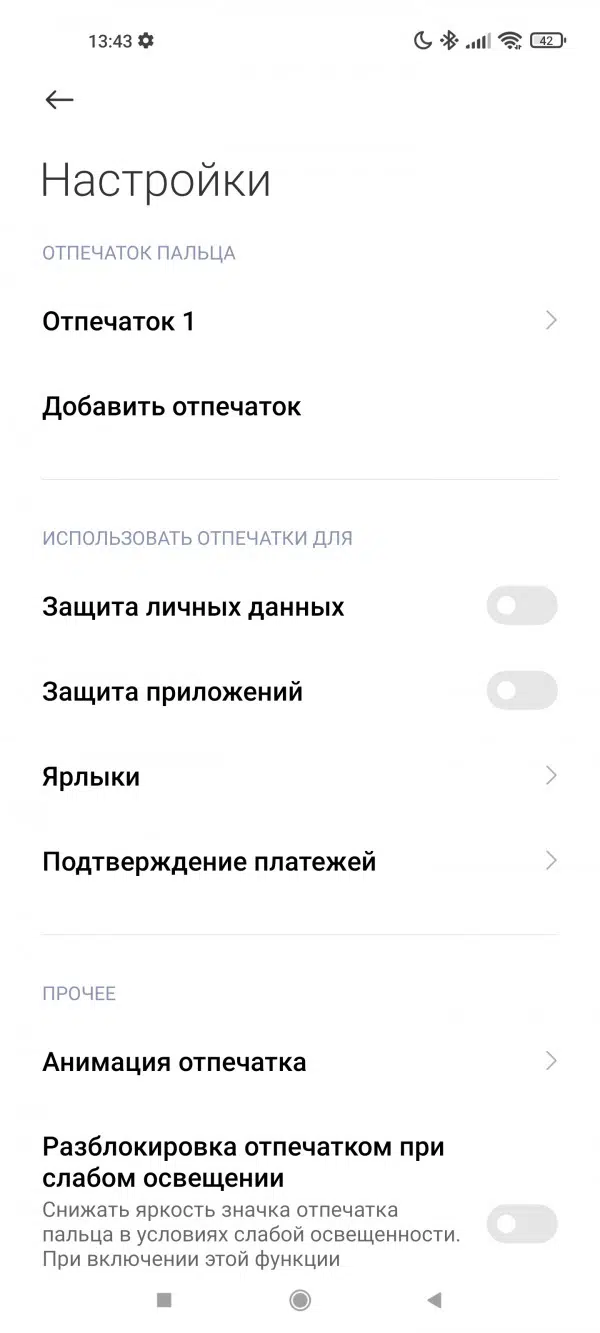 13:43
42
Настройки
ОТПЕЧАТОК ПАЛЬЦА
Отпечаток 1
Добавить отпечаток
ИСПОЛЬЗОВАТЬ ОТПЕЧАТКИ ДЛЯ
Защита личных данных
Защита приложений
Ярлыки
Подтверждение платежей
ПРОЧЕЕ
Анимация отпечатка
Разблокировка отпечатком при
слабом освещении
Снижать яркость значка отпечатка
пальца в условиях слабой освещенности.
При включении этой функции